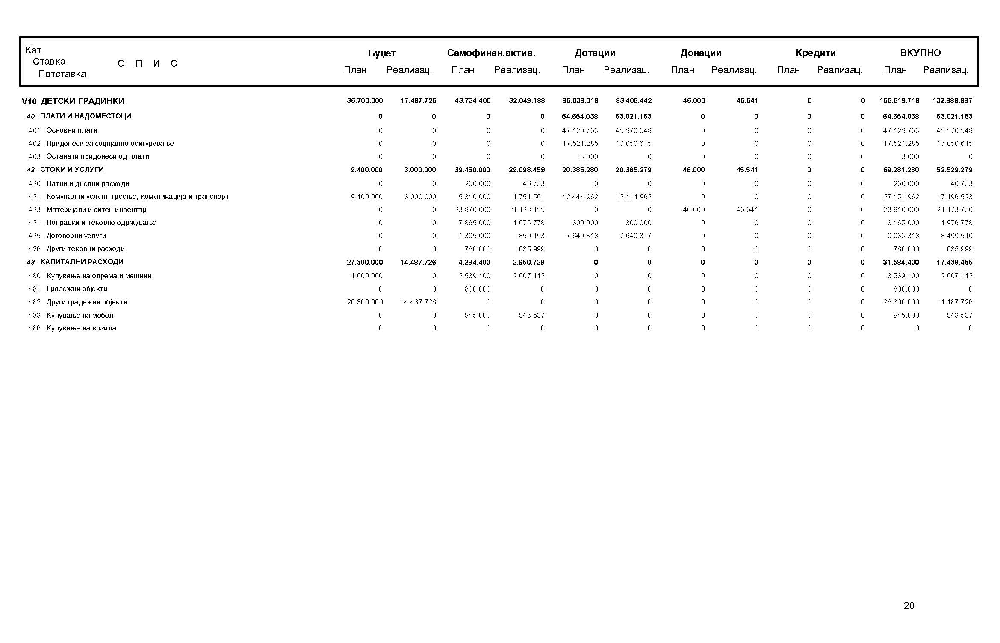 Кат.
Ставка
О П И С
Потставка
Буџет Самофинан.актив. Дотации Донации Кредити ВКУПНО
План Реализац. План Реализац. План Реализац. План Реализац. План Реализац. План Реализац.
V10 ДЕТСКИ ГРАДИНКИ 36.700.000 17.487.726 43.734.400 32.049.188 85.039.318 83.406.442 46.000 45.541 0 0 165.519.718 132.988.897
40 ПЛАТИ И НАДОМЕСТОЦИ 0 0 0 0 64.654.038 63.021.163 0 0 0 0 64.654.038 63.021.163
401 Основни плати 0 0 0 0 47.129.753 45.970.548 0 0 0 0 47.129.753 45.970.548
402 Придонеси за социјално осигурување 0 0 0 0 17.521.285 17.050.615 0 0 0 0 17.521.285 17.050.615
403 Останати придонеси од плати 0 0 0 0 3.000 0 0 0 0 0 3.000 0
42 СТОКИ И УСЛУГИ 9.400.000 3.000.000 39.450.000 29.098.459 20.385.280 20.385.279 46.000 45.541 0 0 69.281.280 52.529.279
420 Патни и дневни расходи 0 0 250.000 46.733 0 0 0 0 0 0 250.000 46.733
421 Комунални услуги, греење, комуникација и транспорт 9.400.000 3.000.000 5.310.000 1.751.561 12.444.962 12.444.962 0 0 0 0 27.154.962 17.196.523
423 Материјали и ситен инвентар 0 0 23.870.000 21.128.195 0 0 46.000 45.541 0 0 23.916.000 21.173.736
424 Поправки и тековно одржување 0 0 7.865.000 4.676.778 300.000 300.000 0 0 0 0 8.165.000 4.976.778
425 Договорни услуги 0 0 1.395.000 859.193 7.640.318 7.640.317 0 0 0 0 9.035.318 8.499.510
426 Други тековни расходи 0 0 760.000 635.999 0 0 0 0 0 0 760.000 635.999
48 КАПИТАЛНИ РАСХОДИ 27.300.000 14.487.726 4.284.400 2.950.729 0 0 0 0 0 0 31.584.400 17.438.455
480 Купување на опрема и машини 1.000.000 0 2.539.400 2.007.142 0 0 0 0 0 0 3.539.400 2.007.142
481 Градежни објекти 0 0 800.000 0 0 0 0 0 0 0 800.000 0
482 Други градежни објекти 26.300.000 14.487.726 0 0 0 0 0 0 0 0 26.300.000 14.487.726
483 Купување на мебел 0 0 945.000 943.587 0 0 0 0 0 0 945.000 943.587
486 Купување на возила 0 0 0 0 0 0 0 0 0 0 0 0
28